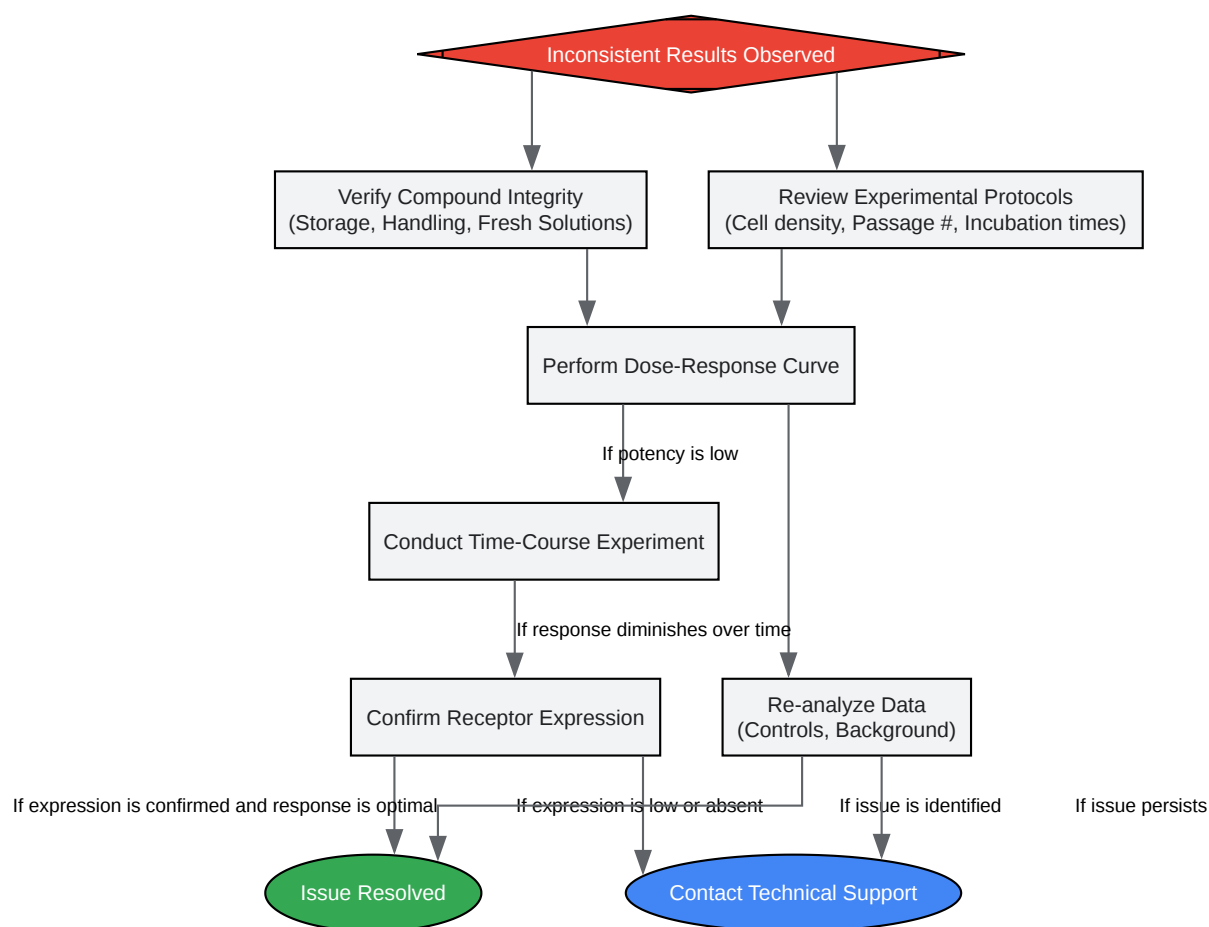 Inconsistent Results Observed
Verify Compound Integrity
(Storage, Handling, Fresh Solutions)
Review Experimental Protocols
(Cell density, Passage #, Incubation times)
Perform Dose-Response Curve
If potency is low
Conduct Time-Course Experiment
If response diminishes over time
Confirm Receptor Expression
Re-analyze Data
(Controls, Background)
If expression is confirmed and response is optimal
If expression is low or absent
If issue is identified
If issue persists
Issue Resolved
Contact Technical Support